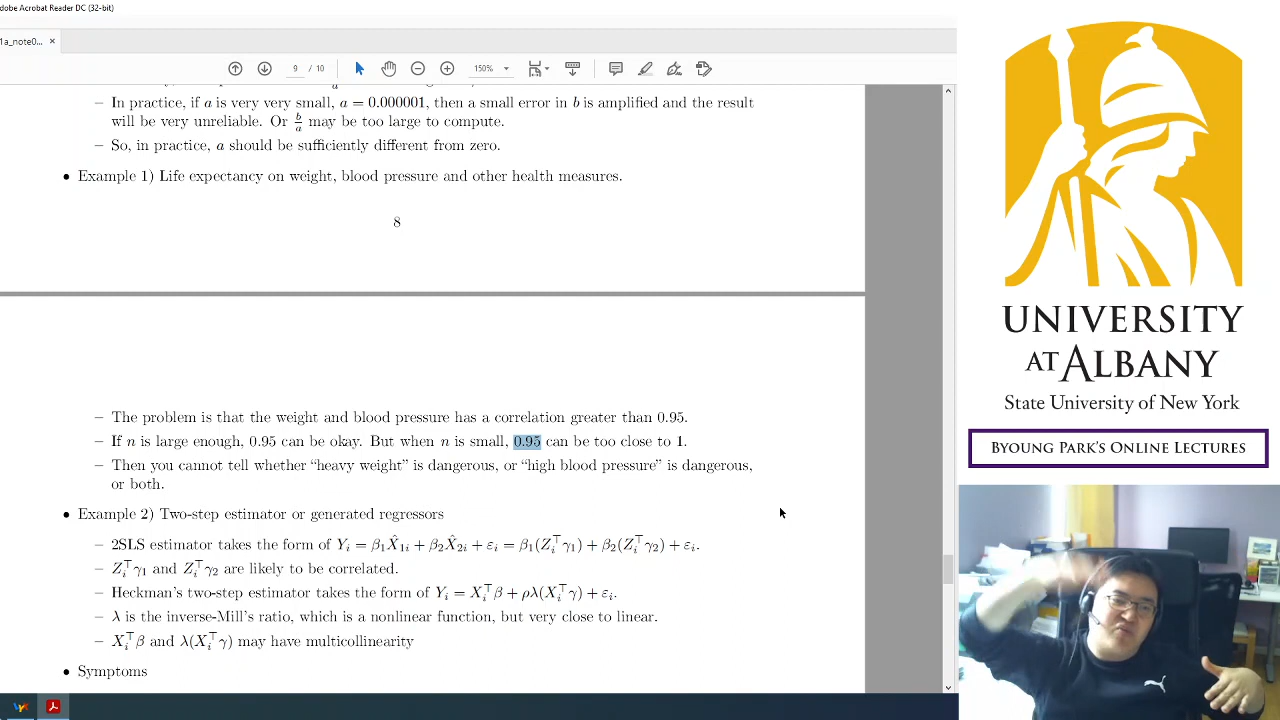 dobe Acrobat Reader DC (32-bit)
1a_note0... ×
9 / 10
150%
– In practice, if a is very very small, a = 0.000001, then a small error in b is amplified and the result
will be very unreliable. Or b/a may be too large to compute.
– So, in practice, a should be sufficiently different from zero.
• Example 1) Life expectancy on weight, blood pressure and other health measures.
8
– The problem is that the weight and blood pressure has a correlation greater than 0.95.
– If n is large enough, 0.95 can be okay. But when n is small, 0.95 can be too close to 1.
– Then you cannot tell whether “heavy weight” is dangerous, or “high blood pressure” is dangerous,
or both.
• Example 2) Two-step estimator or generated regressors
– 2SLS estimator takes the form of Yᵢ = β₁X̂₁ᵢ + β₂X̂₂ᵢ + εᵢ = β₁(Zᵢ⊤γ₁) + β₂(Zᵢ⊤γ₂) + εᵢ.
– Zᵢ⊤γ₁ and Zᵢ⊤γ₂ are likely to be correlated.
– Heckman's two-step estimator takes the form of Yᵢ = Xᵢ⊤β + ρλ(Xᵢ⊤γ) + εᵢ.
– λ is the inverse-Mill's ratio, which is a nonlinear function, but very close to linear.
– Xᵢ⊤β and λ(Xᵢ⊤γ) may have multicollinearity
• Symptoms
UNIVERSITY
AT ALBANY
State University of New York
BYOUNG PARK'S ONLINE LECTURES